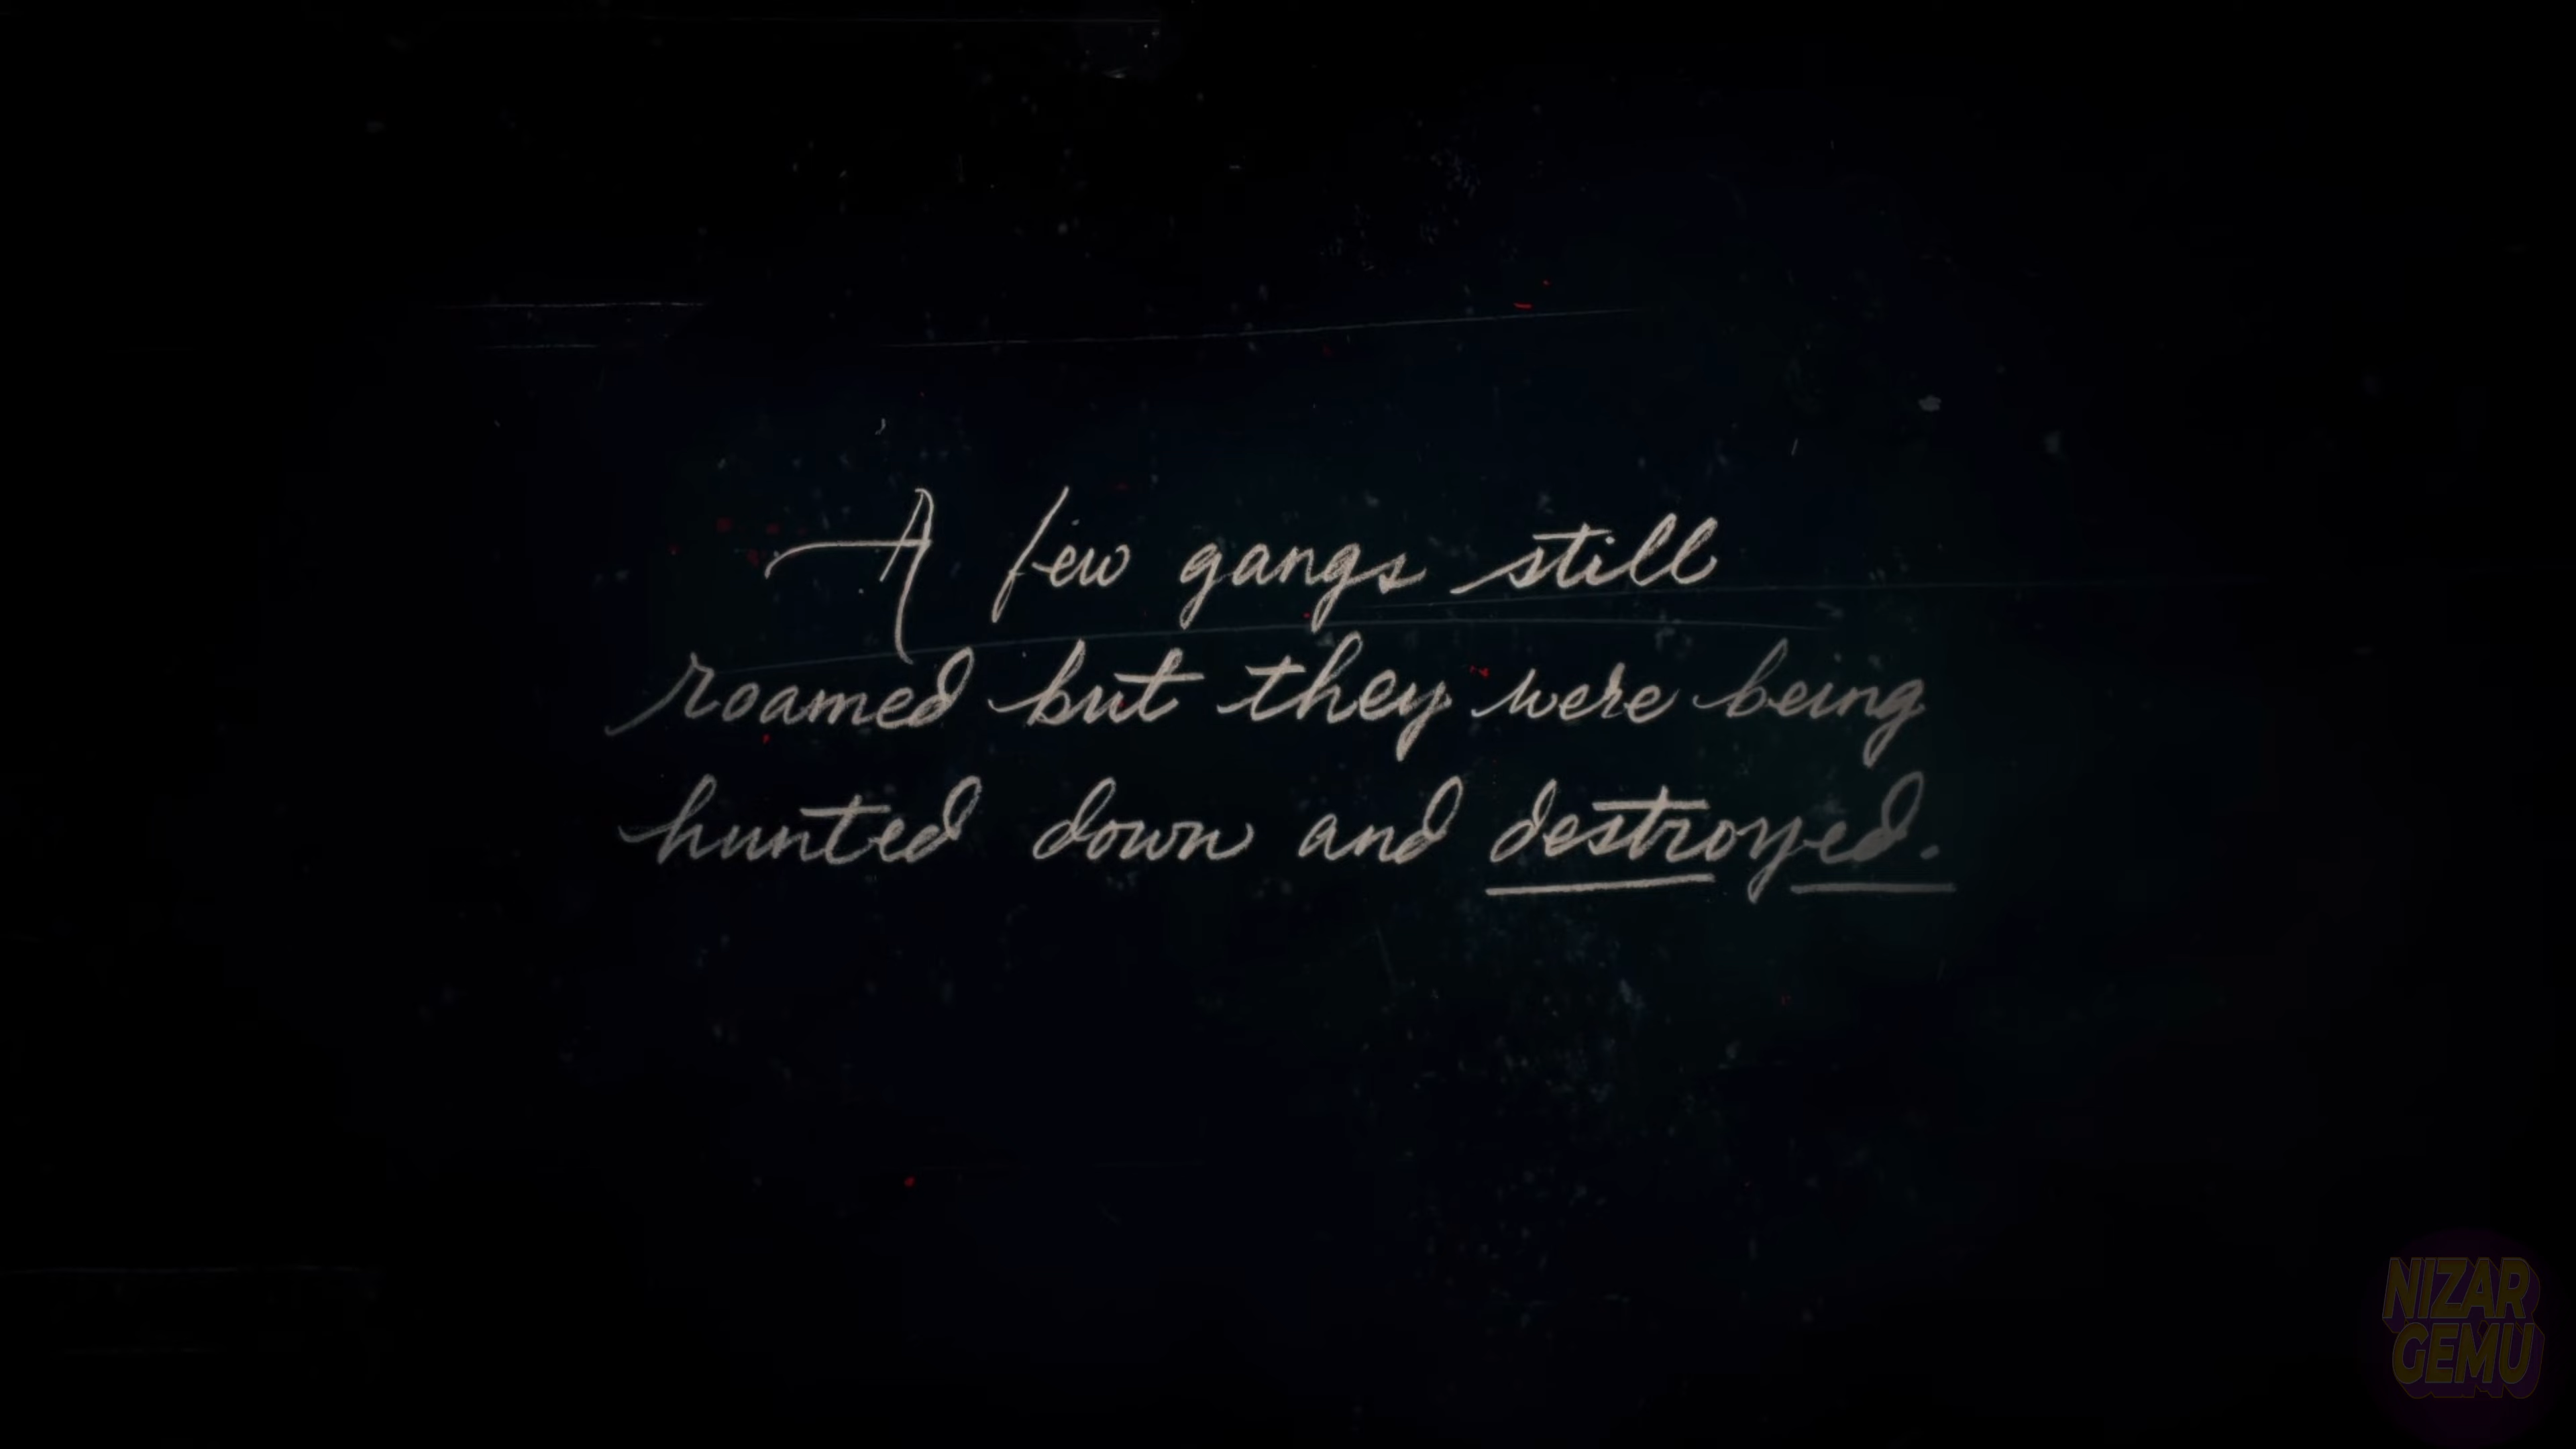 A few gangs still
roamed but they were being
hunted down and destroyed.
NIZAR
GEMU